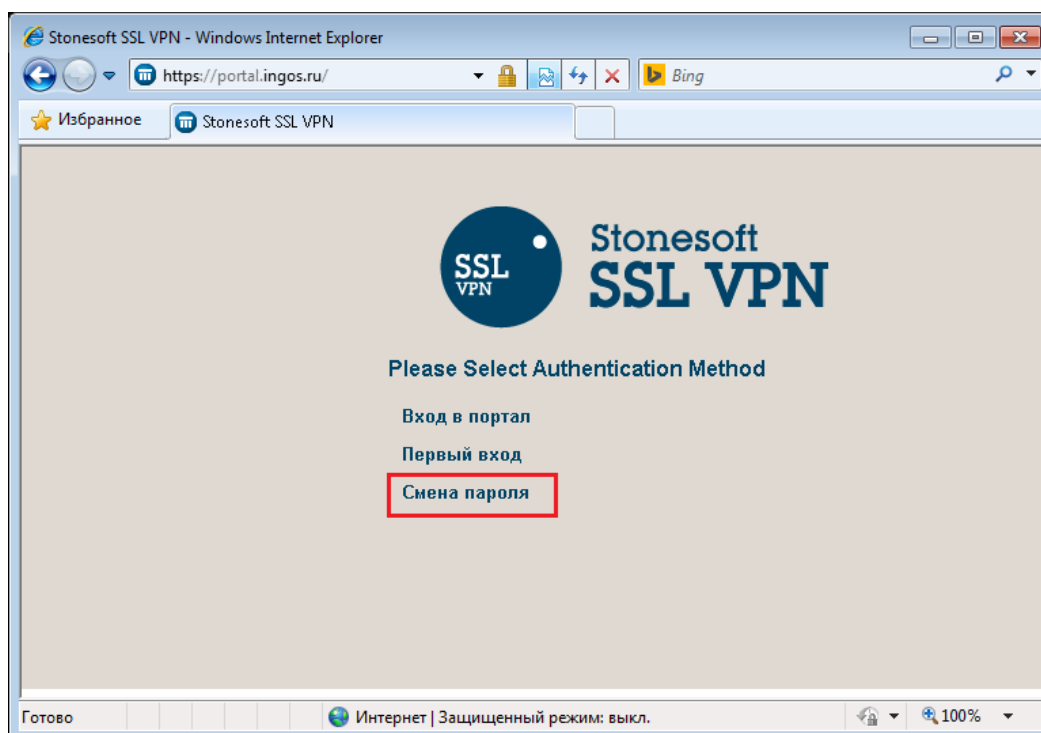 Stonesoft SSL VPN - Windows Internet Explorer
https://portal.ingos.ru/
Bing
Избранное
Stonesoft SSL VPN
SSL
VPN
Stonesoft
SSL VPN
Please Select Authentication Method
Вход в портал
Первый вход
Смена пароля
Готово
Интернет | Защищенный режим: выкл.
100%